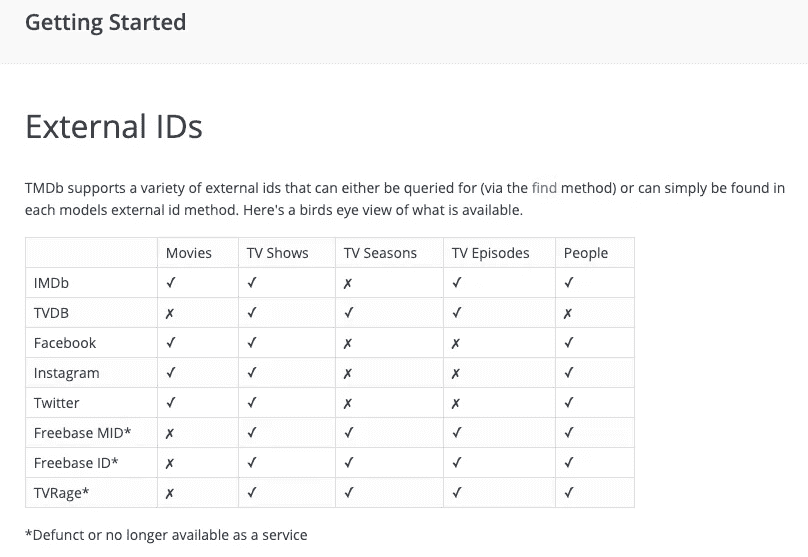 Getting Started
External IDs
TMDb supports a variety of external ids that can either be queried for (via the find method) or can simply be found in
each models external id method. Here's a birds eye view of what is available.
Movies TV Shows TV Seasons TV Episodes People
IMDb ✓ ✓ ✗ ✓ ✓
TVDB ✗ ✓ ✓ ✓ ✗
Facebook ✓ ✓ ✗ ✗ ✓
Instagram ✓ ✓ ✗ ✗ ✓
Twitter ✓ ✓ ✗ ✗ ✓
Freebase MID* ✗ ✓ ✓ ✓ ✓
Freebase ID* ✗ ✓ ✓ ✓ ✓
TVRage* ✗ ✓ ✓ ✓ ✓
*Defunct or no longer available as a service